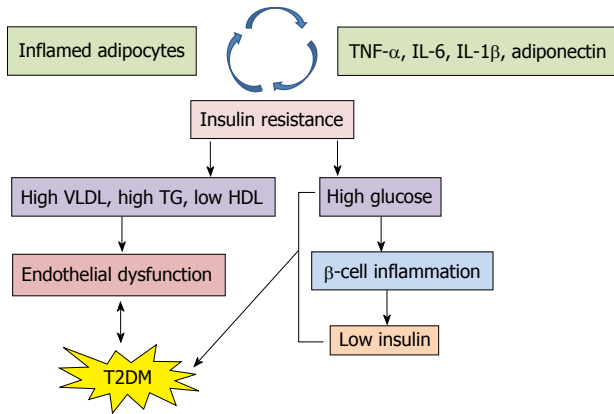 Inflamed adipocytes
TNF-α, IL-6, IL-1β, adiponectin
Insulin resistance
High VLDL, high TG, low HDL
High glucose
Endothelial dysfunction
β-cell inflammation
Low insulin
T2DM